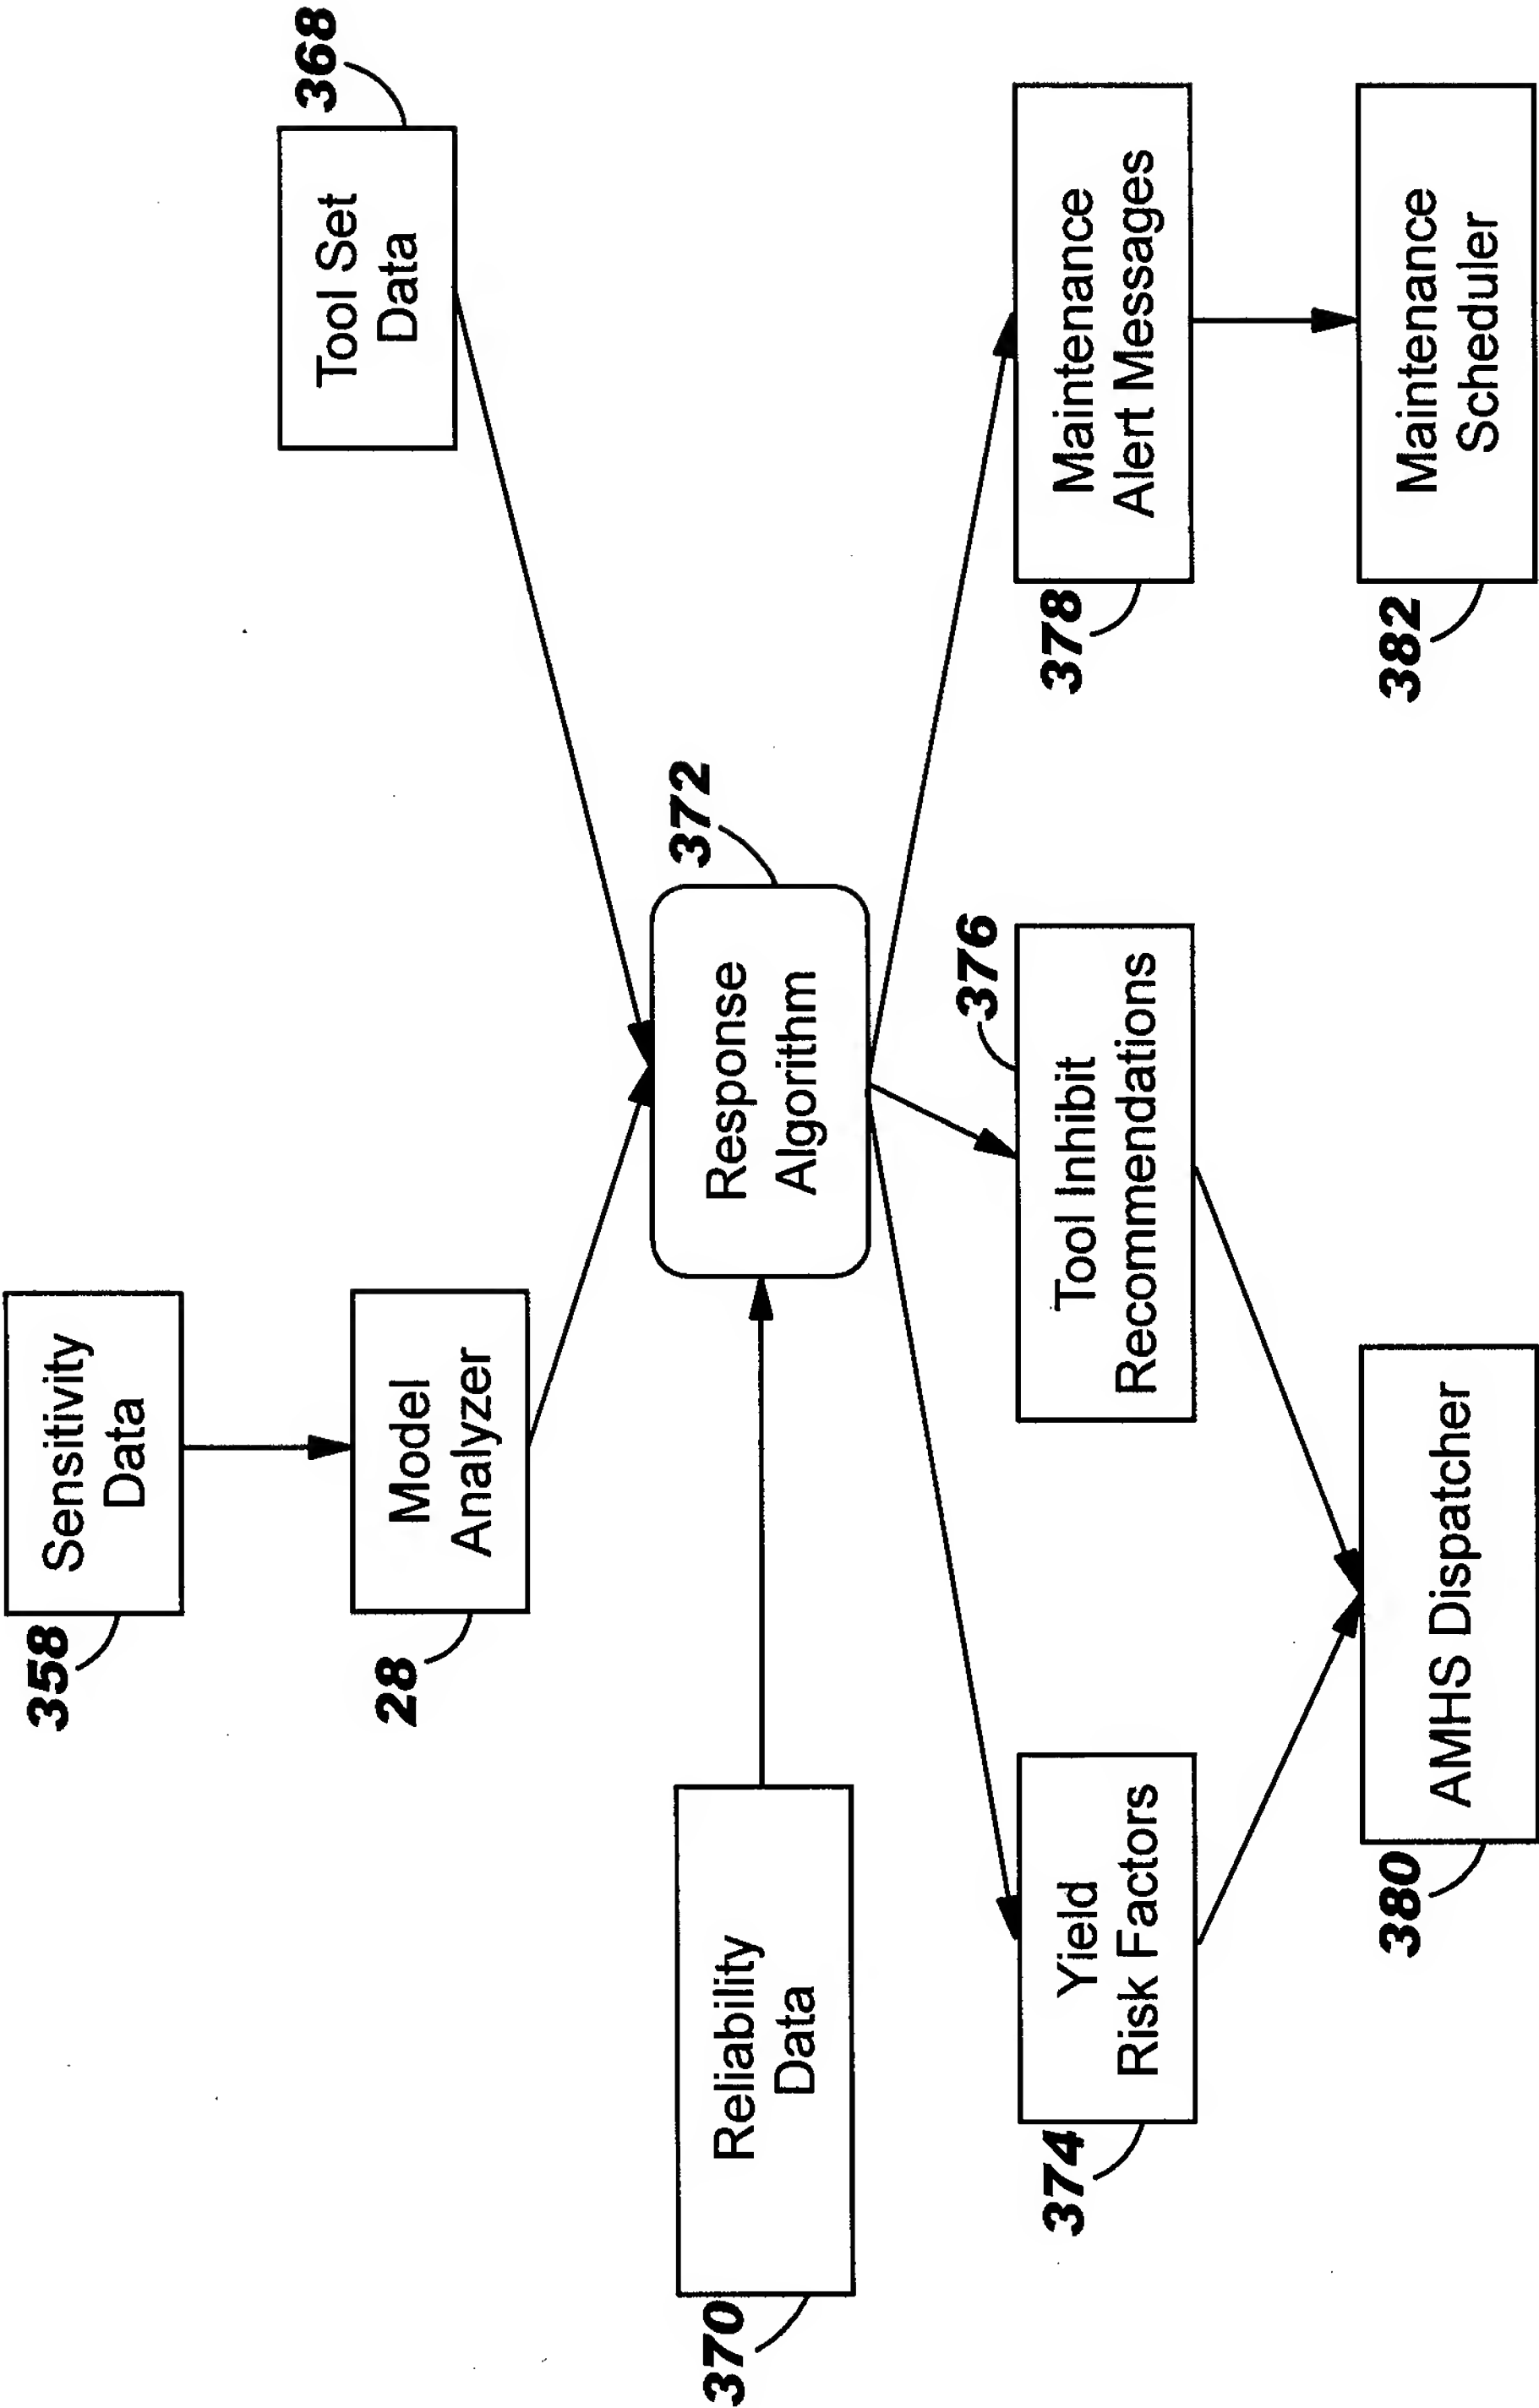 358
Sensitivity
Data
368
Tool Set
Data
28
Model
Analyzer
370
Reliability
Data
372
Response
Algorithm
374
Yield
Risk Factors
376
Tool Inhibit
Recommendations
378
Maintenance
Alert Messages
380
AMHS Dispatcher
382
Maintenance
Scheduler